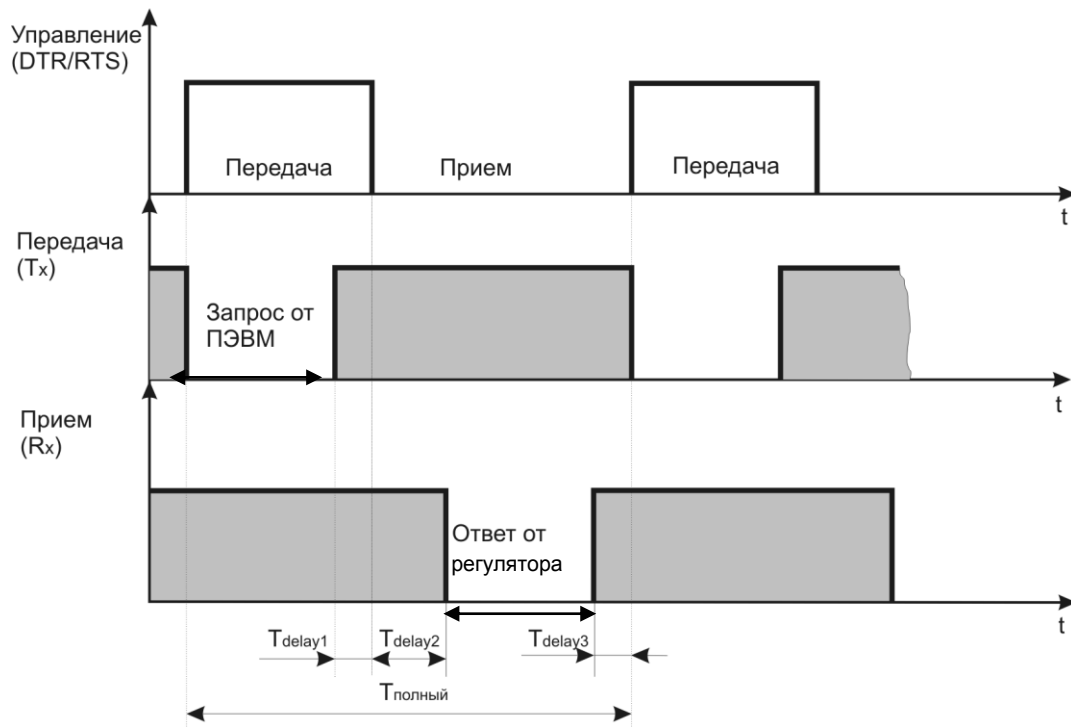 Управление
(DTR/RTS)
Передача
Прием
Передача
t
Передача
(Tx)
Запрос от
ПЭВМ
t
Прием
(Rx)
Ответ от
регулятора
t
Tdelay1
Tdelay2
Tdelay3
Tполный